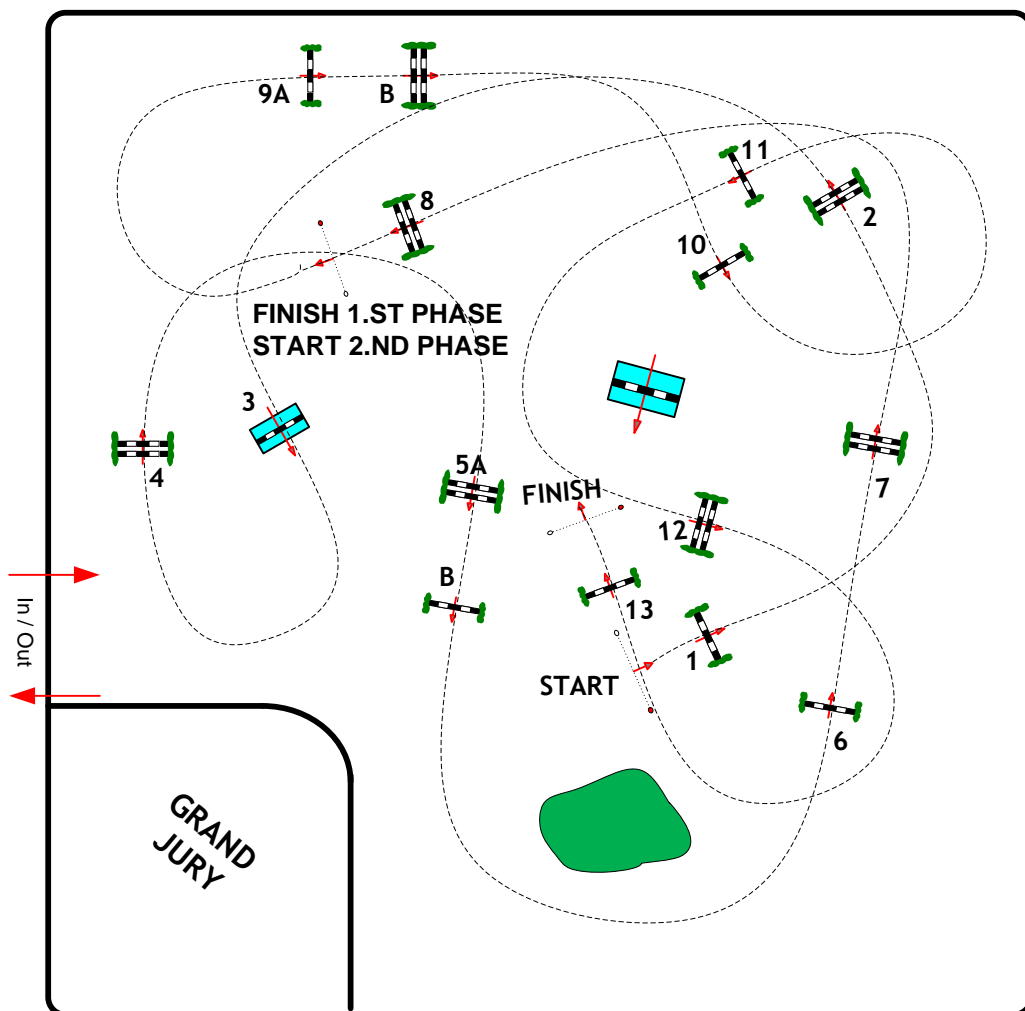 9A
B
11
2
8
10
FINISH 1.ST PHASE
START 2.ND PHASE
3
4
5A
FINISH
7
12
B
13
1
START
6
In / Out
GRAND
JURY